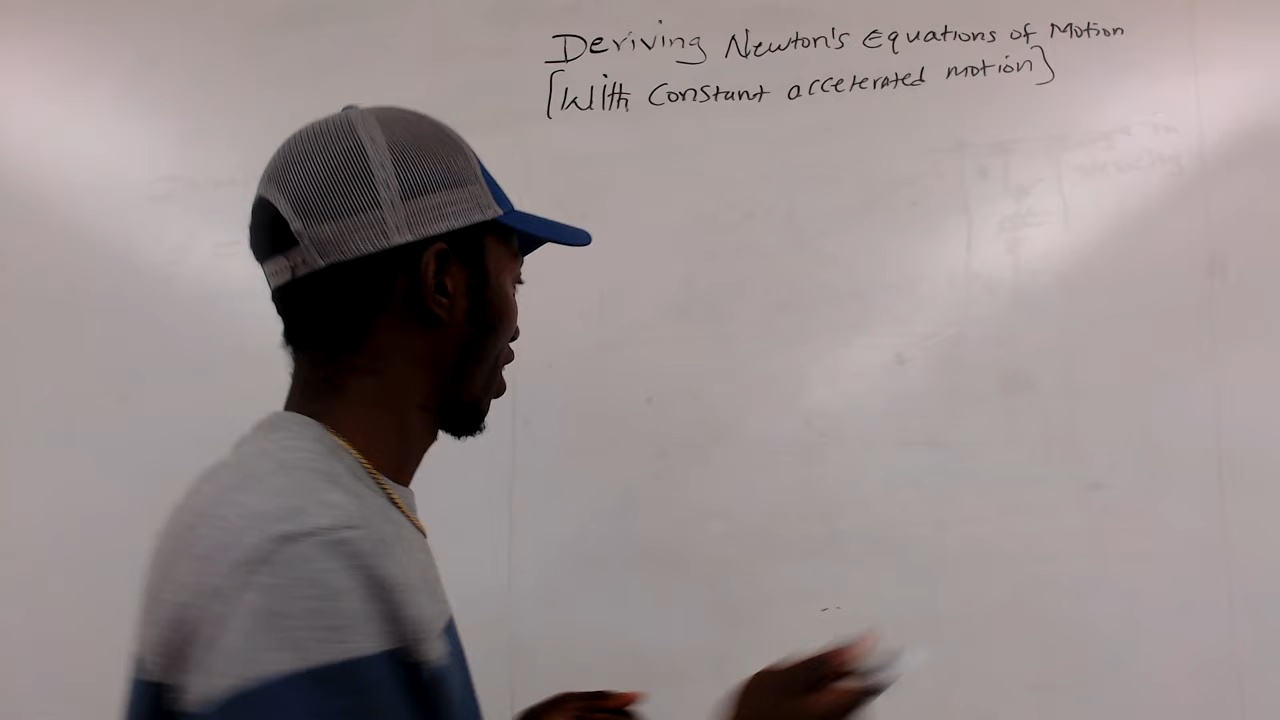 Deriving Newton's Equations of Motion
[With Constant accelerated motion]